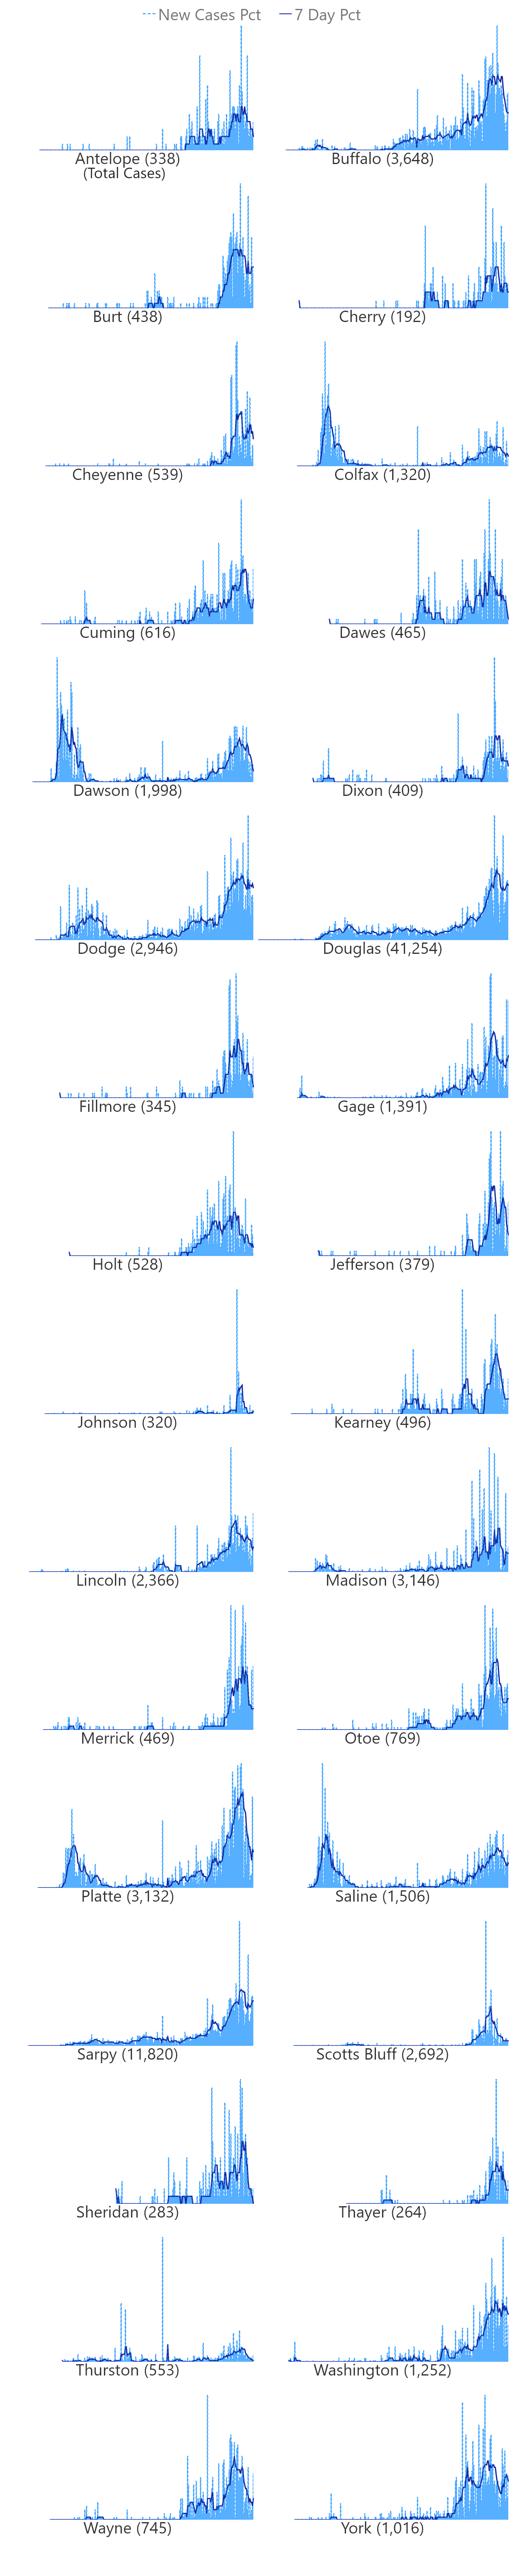 New Cases Pct 7 Day Pct
Antelope (338) Buffalo (3,648)
(Total Cases)
Burt (438) Cherry (192)
Cheyenne (539) Colfax (1,320)
Cuming (616) Dawes (465)
Dawson (1,998) Dixon (409)
Dodge (2,946) Douglas (41,254)
Fillmore (345) Gage (1,391)
Holt (528) Jefferson (379)
Johnson (320) Kearney (496)
Lincoln (2,366) Madison (3,146)
Merrick (469) Otoe (769)
Platte (3,132) Saline (1,506)
Sarpy (11,820) Scotts Bluff (2,692)
Sheridan (283) Thayer (264)
Thurston (553) Washington (1,252)
Wayne (745) York (1,016)